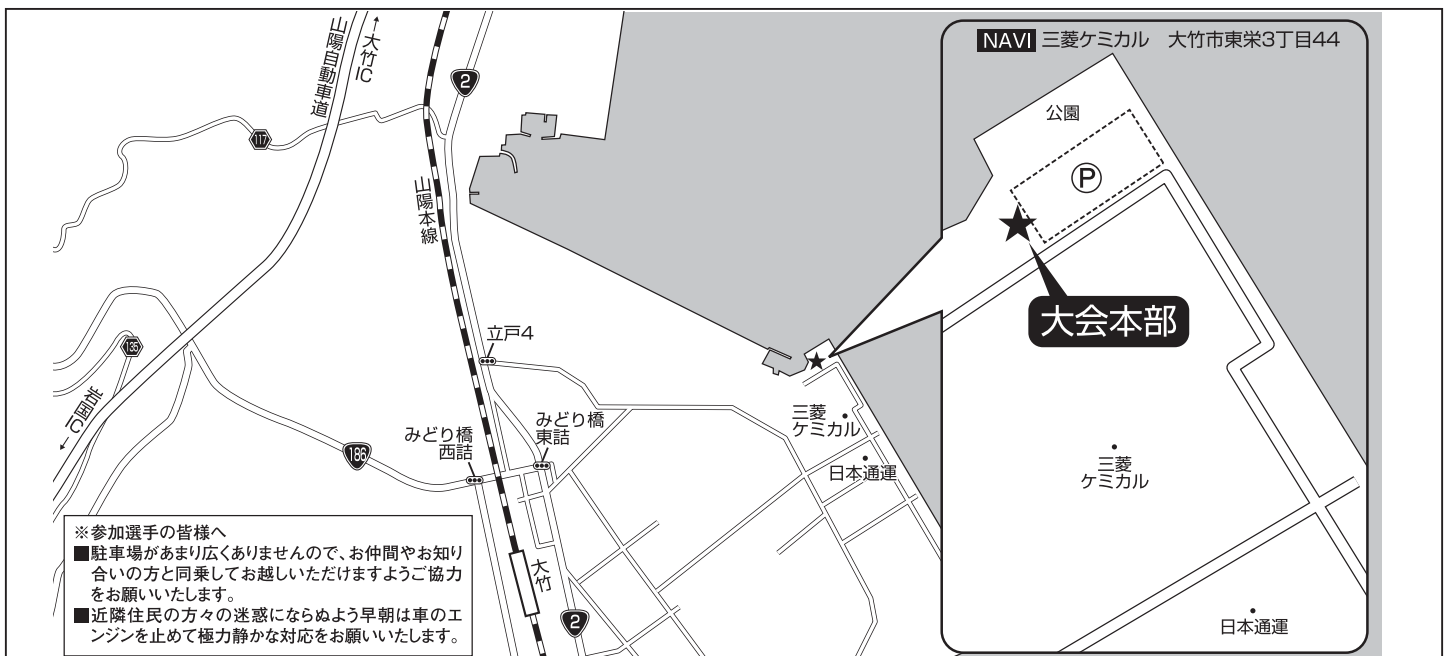 山陽自動車道
↑大竹IC
2
117
山陽本線
NAVI 三菱ケミカル　大竹市東栄3丁目44
公園
P
大会本部
三菱
ケミカル
日本通運
立戸4
135
岩国IC→
186
みどり橋
西詰
みどり橋
東詰
三菱
ケミカル
日本通運
大竹
2
※参加選手の皆様へ
■駐車場があまり広くありませんので、お仲間やお知り
合いの方と同乗してお越しいただけますようご協力
をお願いいたします。
■近隣住民の方々の迷惑にならぬよう早朝は車のエ
ンジンを止めて極力静かな対応をお願いいたします。